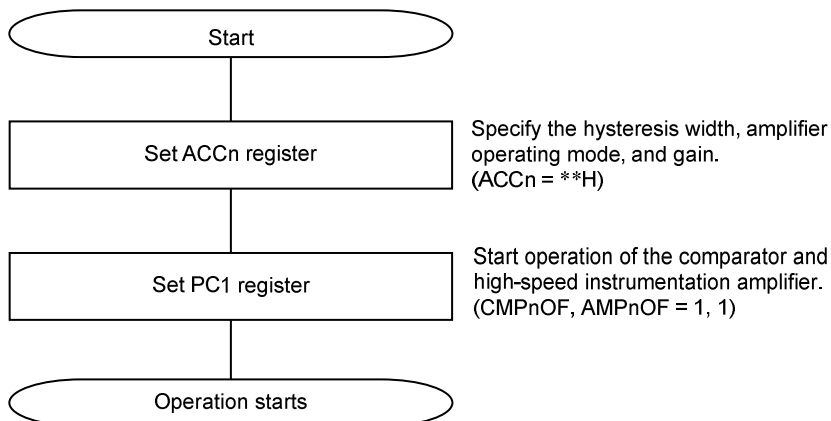 Start
Set ACCn register
Specify the hysteresis width, amplifier
operating mode, and gain.
(ACCn = **H)
Set PC1 register
Start operation of the comparator and
high-speed instrumentation amplifier.
(CMPnOF, AMPnOF = 1, 1)
Operation starts